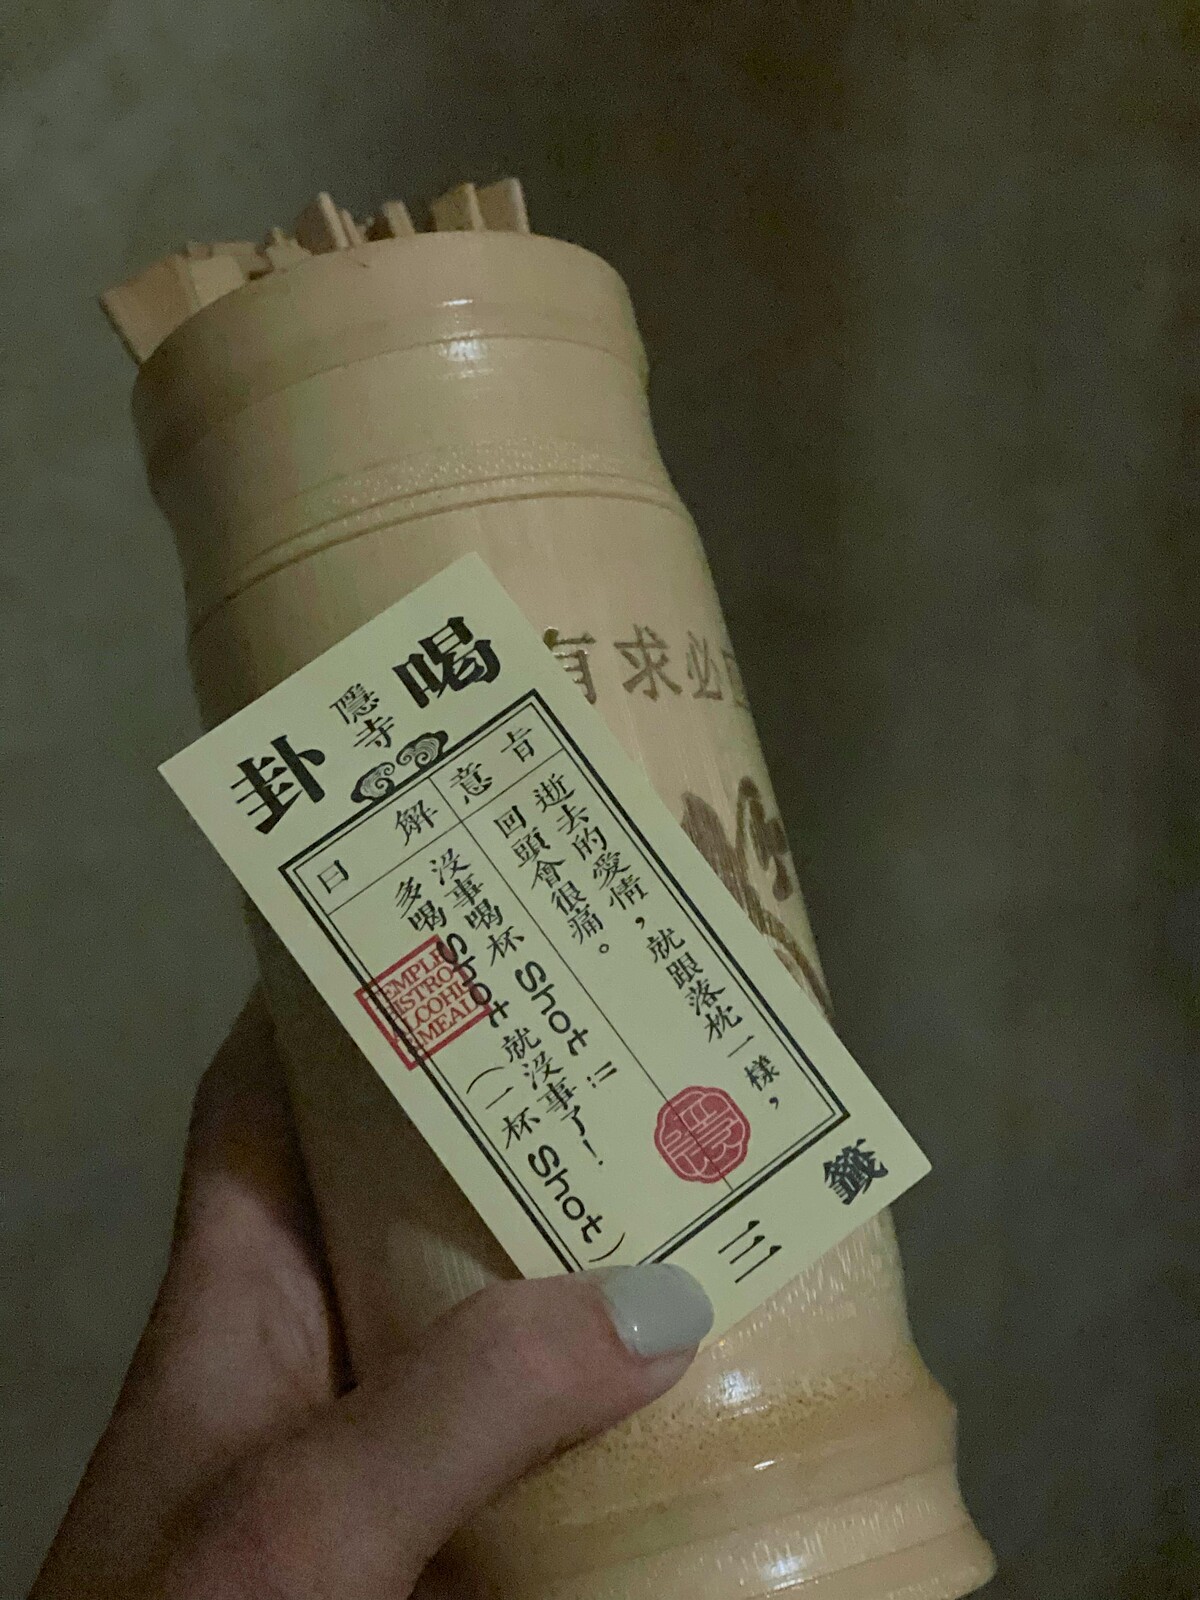 喝
隱寺
卦
旨意
逝去的愛情，就跟落枕一樣，
回頭會很痛。
解曰
沒事喝杯 Shot !! 就沒事了！
多喝 Shot（一杯 Shot）
籤
三
有求必